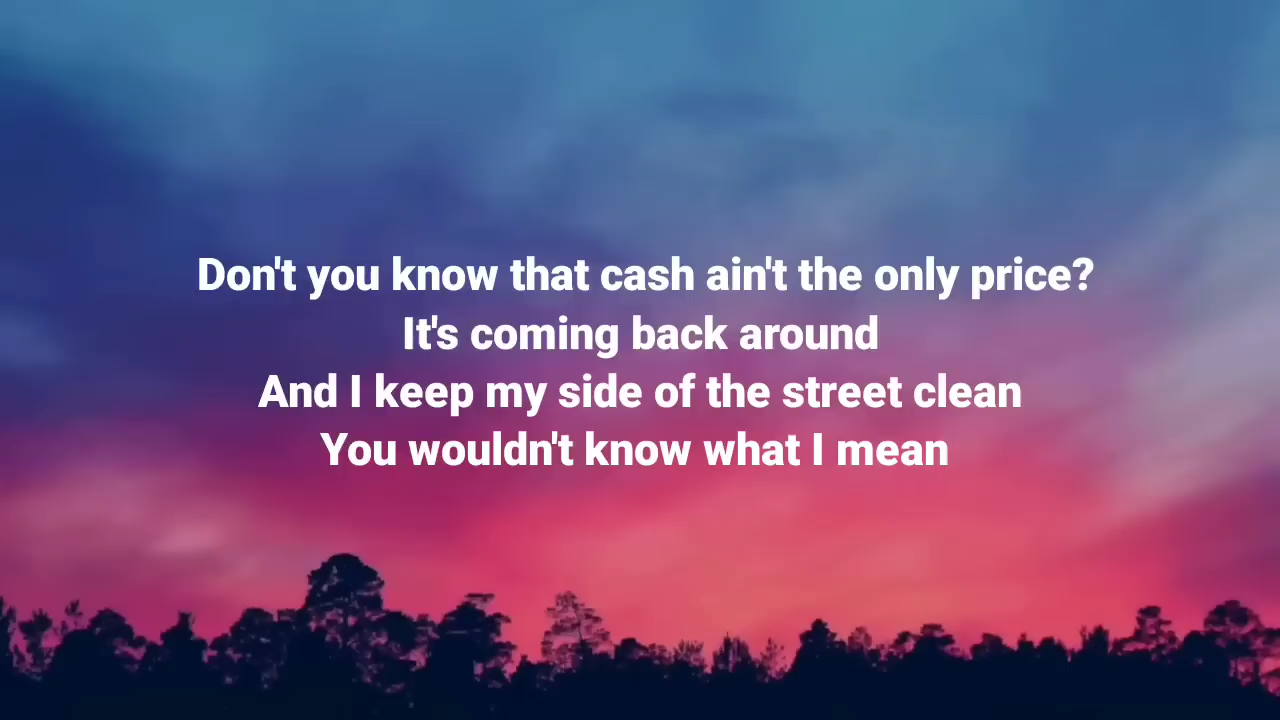 Don't you know that cash ain't the only price?
It's coming back around
And I keep my side of the street clean
You wouldn't know what I mean